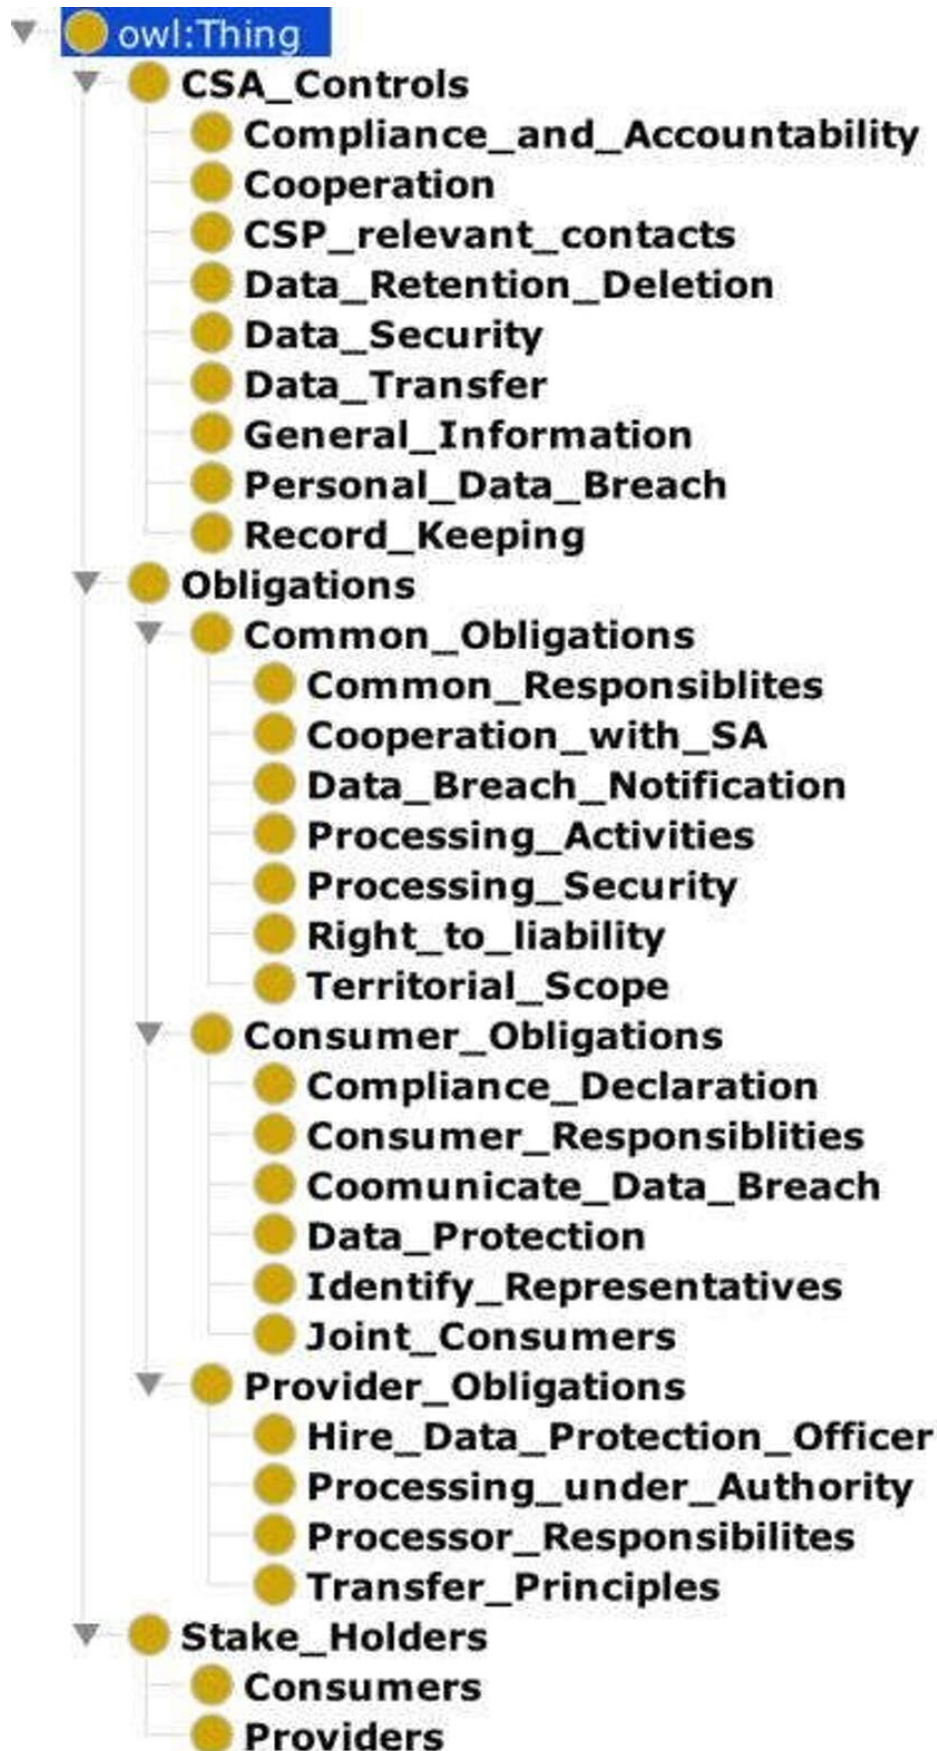 owl:Thing
CSA_Controls
Compliance_and_Accountability
Cooperation
CSP_relevant_contacts
Data_Retention_Deletion
Data_Security
Data_Transfer
General_Information
Personal_Data_Breach
Record_Keeping
Obligations
Common_Obligations
Common_Responsiblites
Cooperation_with_SA
Data_Breach_Notification
Processing_Activities
Processing_Security
Right_to_liability
Territorial_Scope
Consumer_Obligations
Compliance_Declaration
Consumer_Responsiblities
Coomunicate_Data_Breach
Data_Protection
Identify_Representatives
Joint_Consumers
Provider_Obligations
Hire_Data_Protection_Officer
Processing_under_Authority
Processor_Responsibilites
Transfer_Principles
Stake_Holders
Consumers
Providers